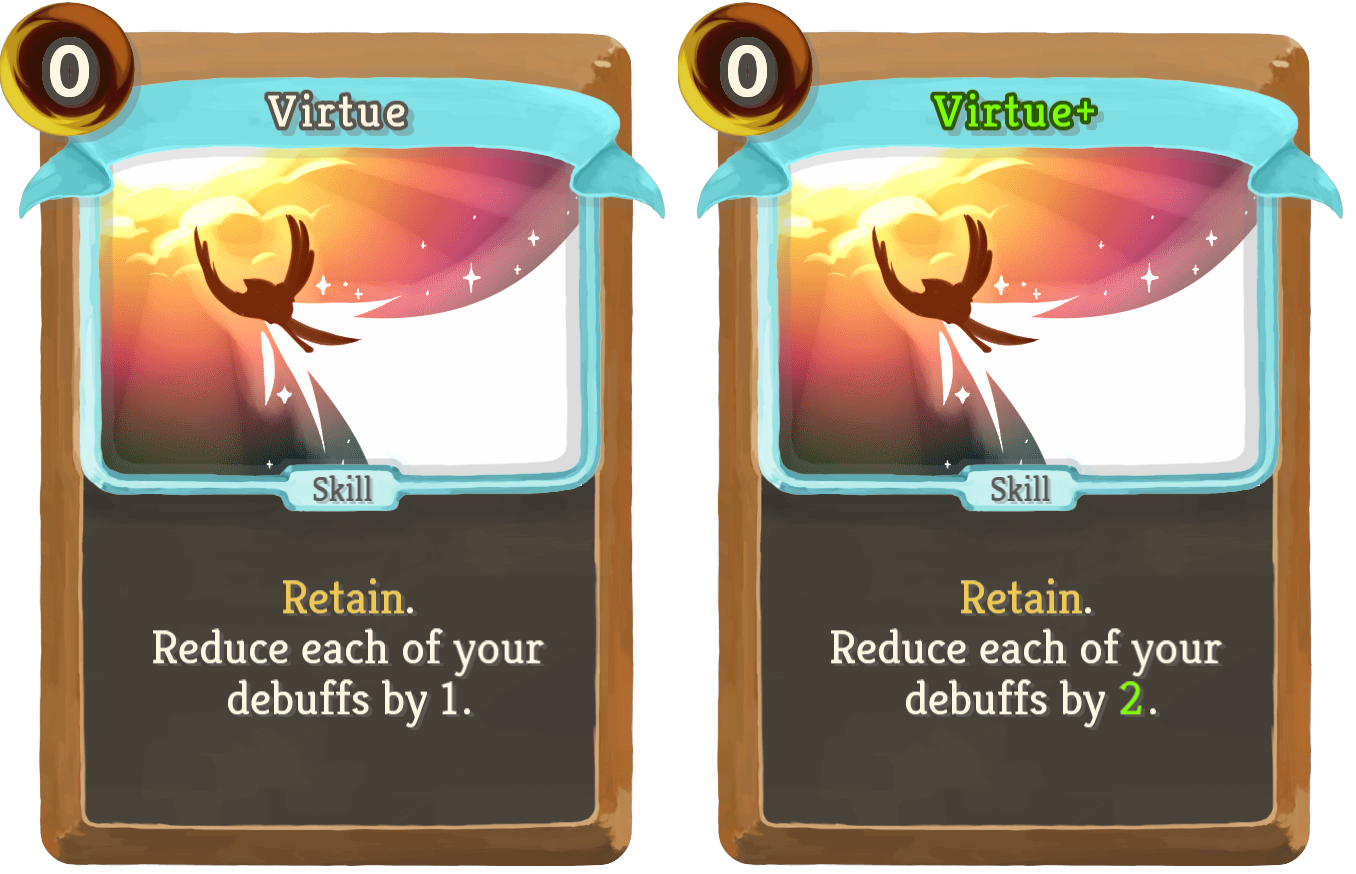 0
Virtue
Skill
Retain.
Reduce each of your
debuffs by 1.
0
Virtue+
Skill
Retain.
Reduce each of your
debuffs by 2.